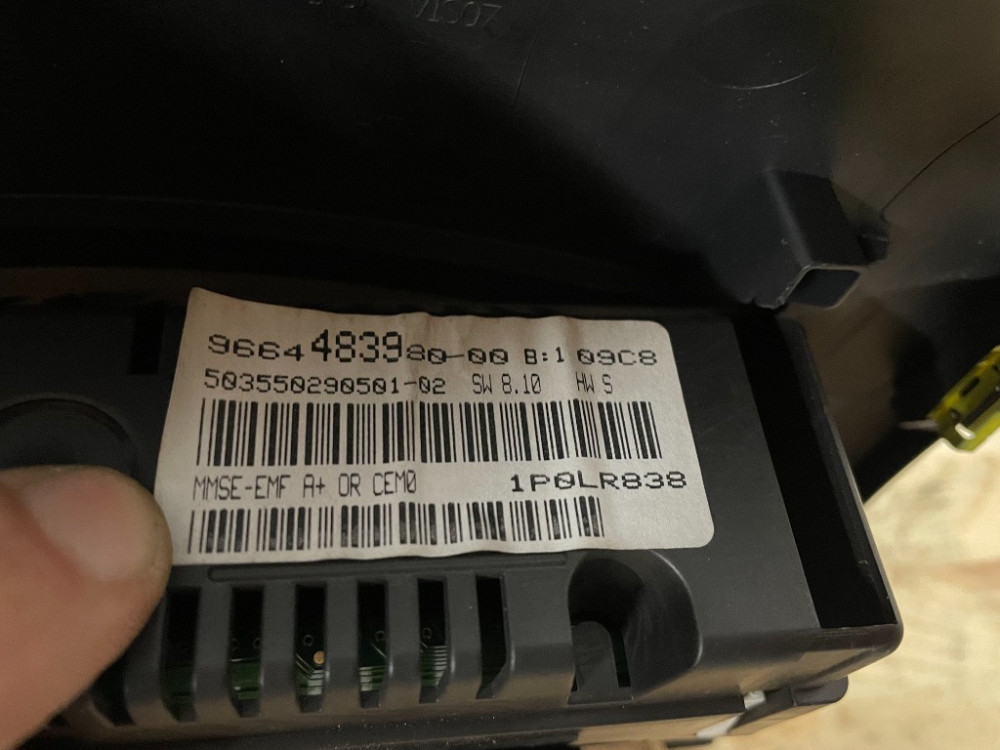 9664483980-00 B:1 09C8
503550290501-02 SW 8.10 HW S
MMSE-EMF A+ OR CEM0 1P0LR838